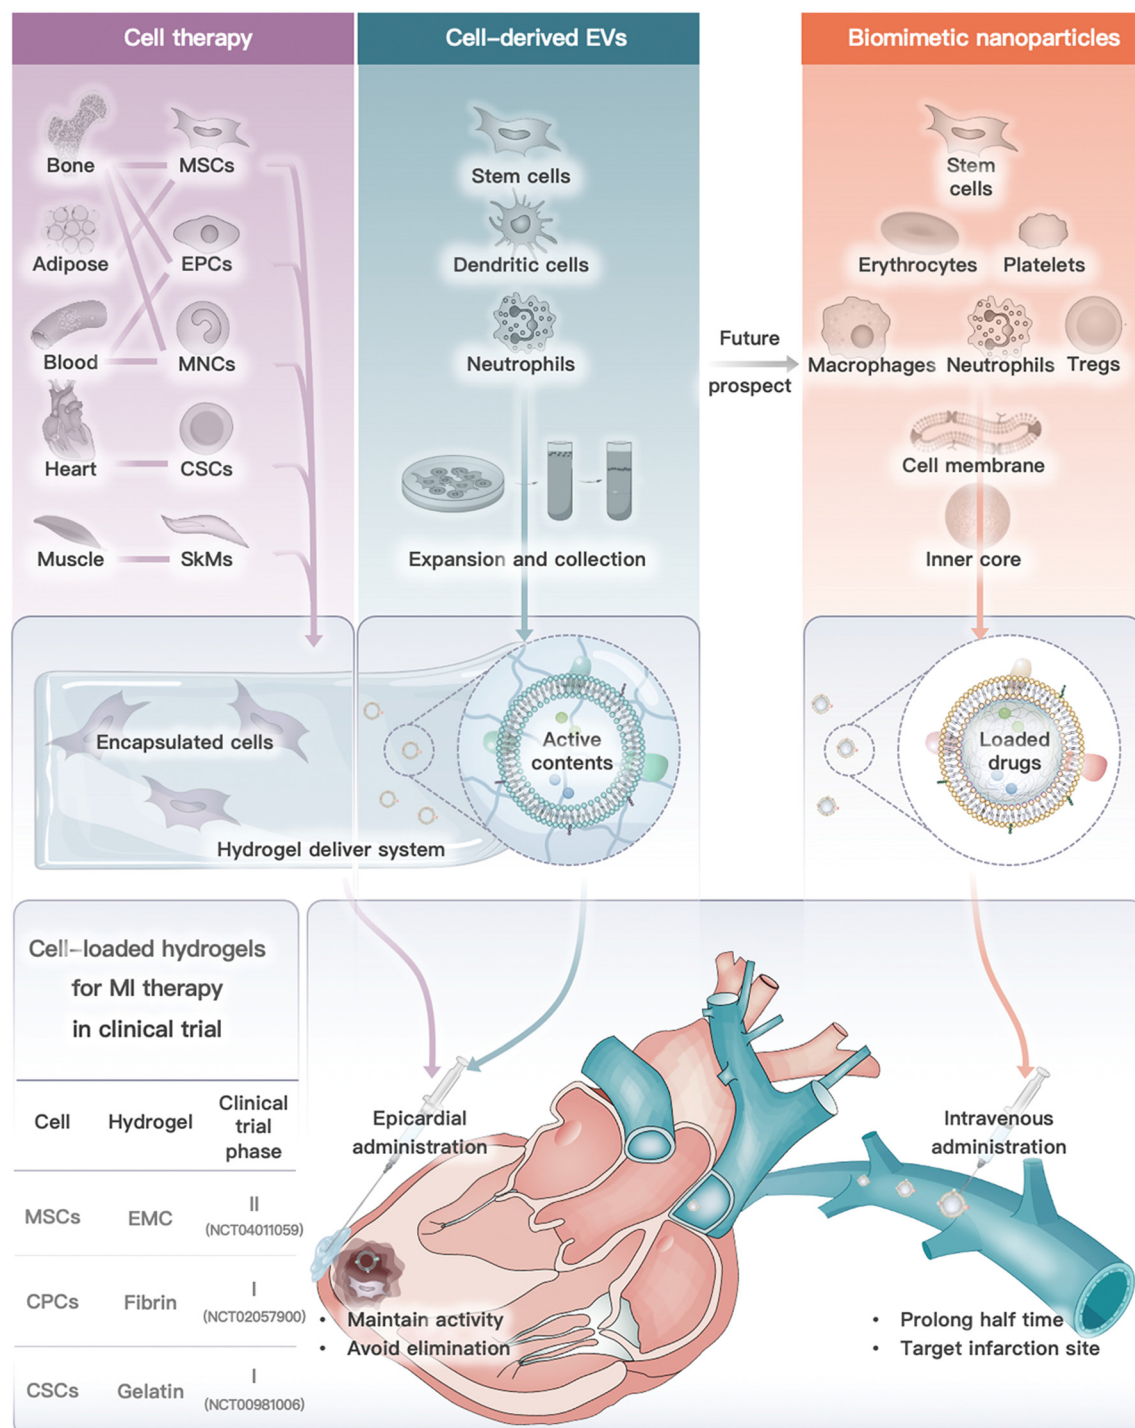 Cell therapy
Bone
MSCs
Adipose
EPCs
Blood
MNCs
Heart
CSCs
Muscle
SkMs
Cell-derived EVs
Stem cells
Dendritic cells
Neutrophils
Expansion and collection
Future
prospect
Biomimetic nanoparticles
Stem
cells
Erythrocytes
Platelets
Macrophages
Neutrophils
Tregs
Cell membrane
Inner core
Encapsulated cells
Hydrogel deliver system
Active
contents
Loaded
drugs
Cell-loaded hydrogels
for MI therapy
in clinical trial
Cell
Hydrogel
Clinical
trial
phase
MSCs
EMC
II
(NCT04011059)
CPCs
Fibrin
I
(NCT02057900)
CSCs
Gelatin
I
(NCT00981006)
Epicardial
administration
• Maintain activity
• Avoid elimination
Intravenous
administration
• Prolong half time
• Target infarction site